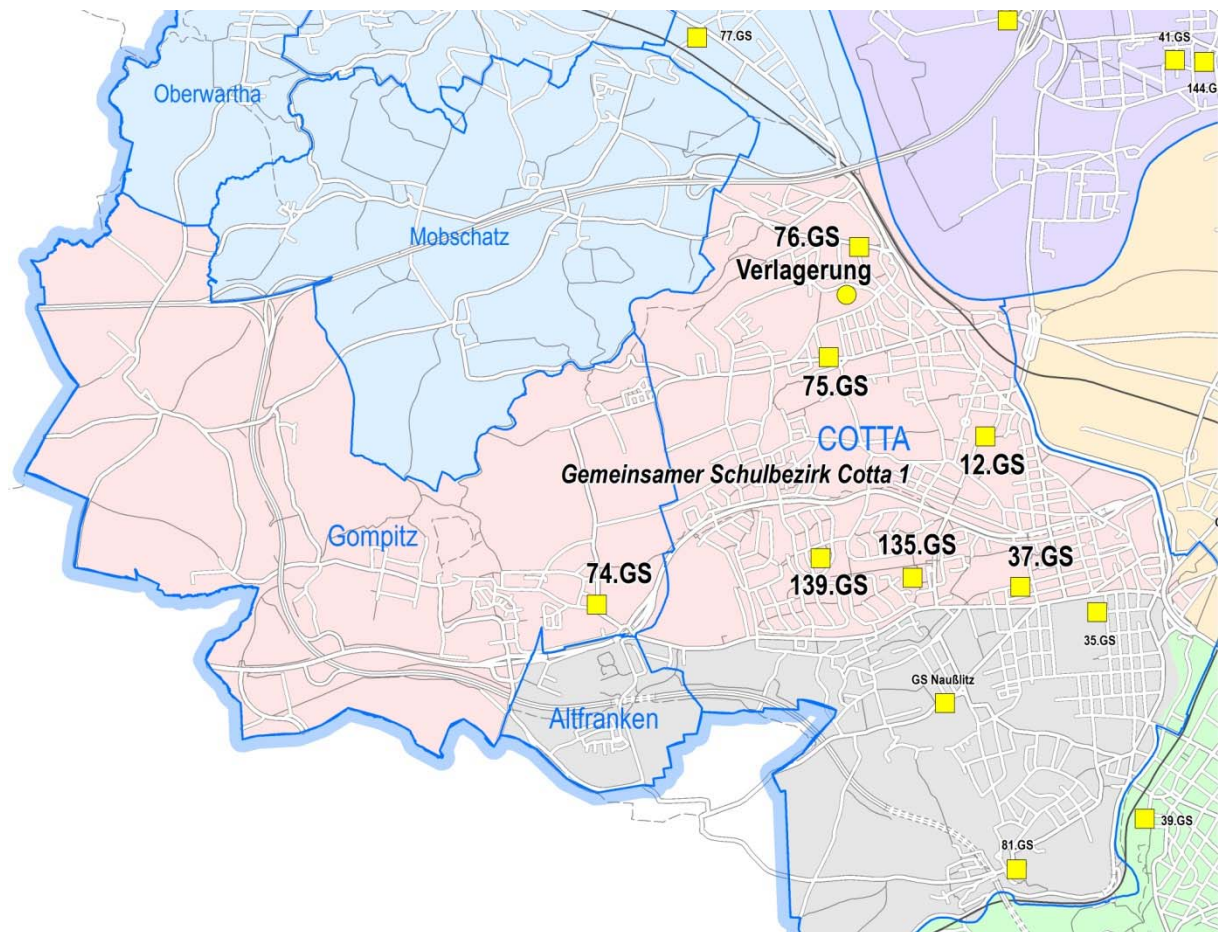 77.GS
41.GS
144.G
Oberwartha
Mobschatz
76.GS
Verlagerung
75.GS
COTTA
12.GS
Gemeinsamer Schulbezirk Cotta 1
Gompitz
74.GS
139.GS
135.GS
37.GS
35.GS
GS Naußlitz
Altfranken
39.GS
81.GS